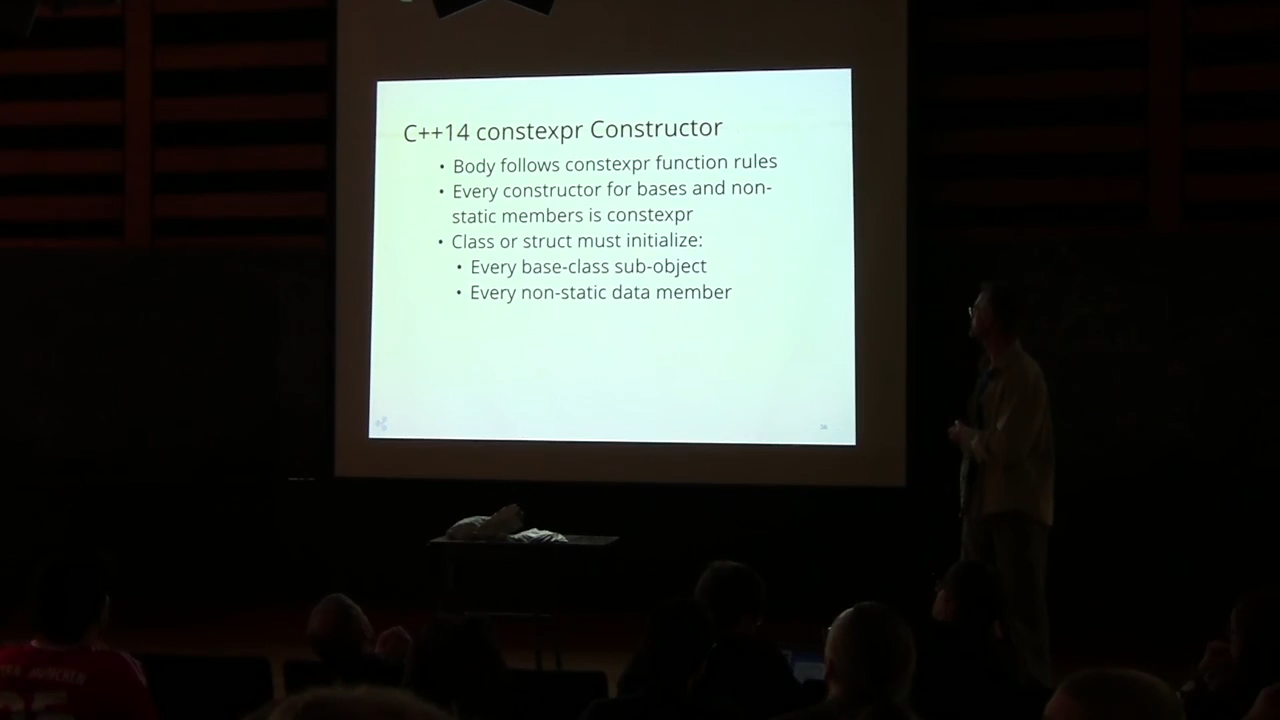 C++14 constexpr Constructor
• Body follows constexpr function rules
• Every constructor for bases and non-
static members is constexpr
• Class or struct must initialize:
• Every base-class sub-object
• Every non-static data member